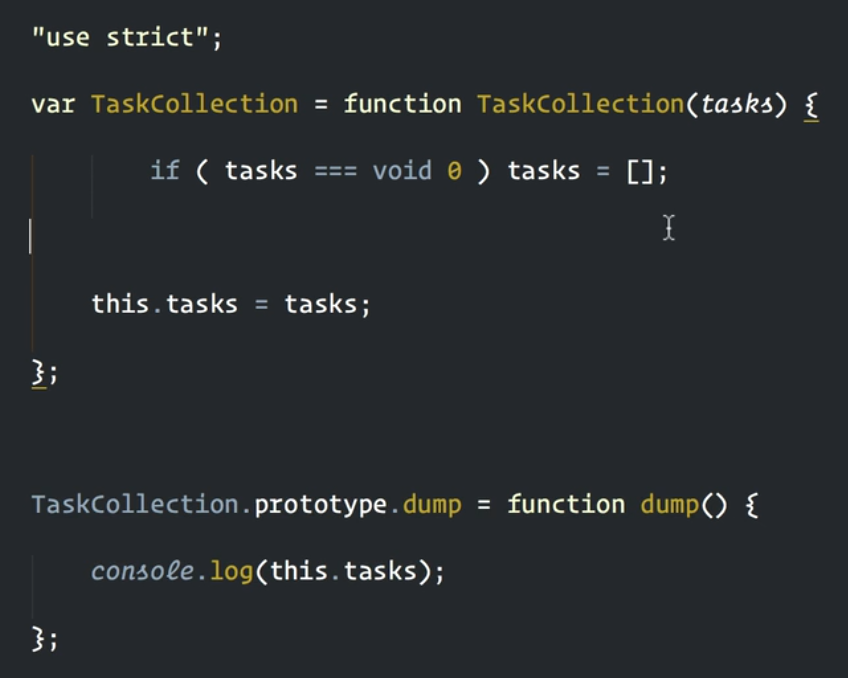 "use strict";
var TaskCollection = function TaskCollection(tasks) {
if ( tasks === void 0 ) tasks = [];
this.tasks = tasks;
};
TaskCollection.prototype.dump = function dump() {
console.log(this.tasks);
};